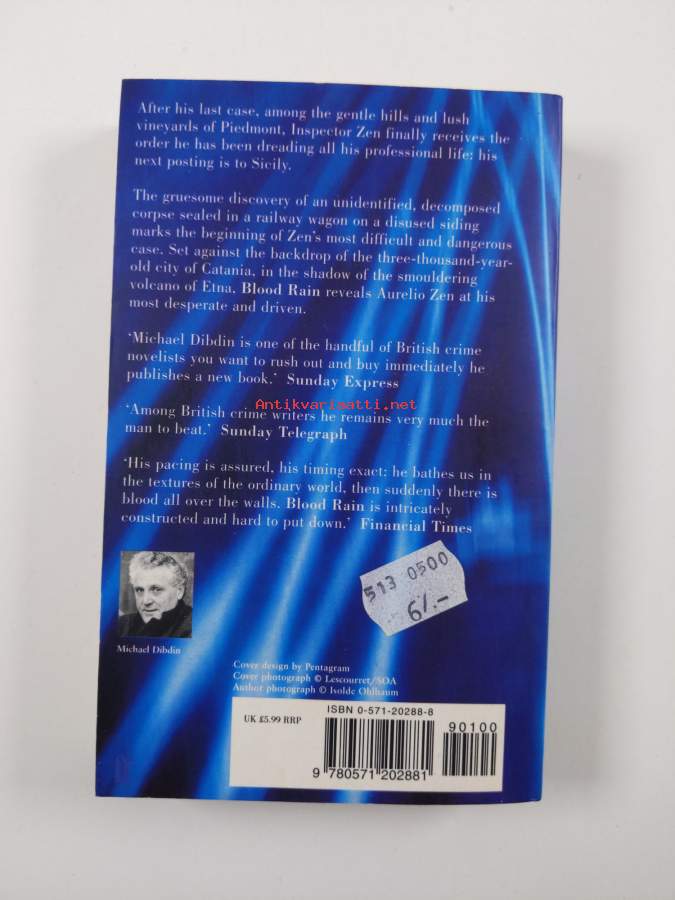 After his last case, among the gentle hills and lush
vineyards of Piedmont, Inspector Zen finally receives the
order he has been dreading all his professional life: his
next posting is to Sicily.
The gruesome discovery of an unidentified, decomposed
corpse sealed in a railway wagon on a disused siding
marks the beginning of Zen's most difficult and dangerous
case. Set against the backdrop of the three-thousand-year-
old city of Catania, in the shadow of the smouldering
volcano of Etna, Blood Rain reveals Aurelio Zen at his
most desperate and driven.
'Michael Dibdin is one of the handful of British crime
novelists you want to rush out and buy immediately he
publishes a new book.' Sunday Express
Antikvariaatti.net
'Among British crime writers he remains very much the
man to beat.' Sunday Telegraph
'His pacing is assured, his timing exact: he bathes us in
the textures of the ordinary world, then suddenly there is
blood all over the walls. Blood Rain is intricately
constructed and hard to put down.' Financial Times
513 0500
6/.-
Michael Dibdin
Cover design by Pentagram
Cover photograph © Lescourret/SOA
Author photograph © Isolde Ohlbaum
UK £5.99 RRP
ISBN 0-571-20288-8
90100
9 780571 202881